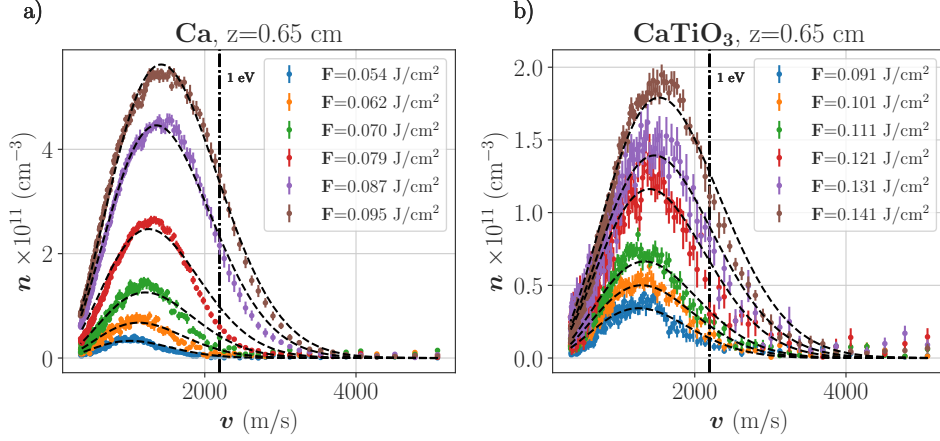 a)
Ca, z=0.65 cm
n ×10¹¹ (cm⁻³)
4
2
0
1 eV
F=0.054 J/cm²
F=0.062 J/cm²
F=0.070 J/cm²
F=0.079 J/cm²
F=0.087 J/cm²
F=0.095 J/cm²
2000
4000
v (m/s)
b)
CaTiO₃, z=0.65 cm
n ×10¹¹ (cm⁻³)
2.0
1.5
1.0
0.5
0.0
1 eV
F=0.091 J/cm²
F=0.101 J/cm²
F=0.111 J/cm²
F=0.121 J/cm²
F=0.131 J/cm²
F=0.141 J/cm²
2000
4000
v (m/s)